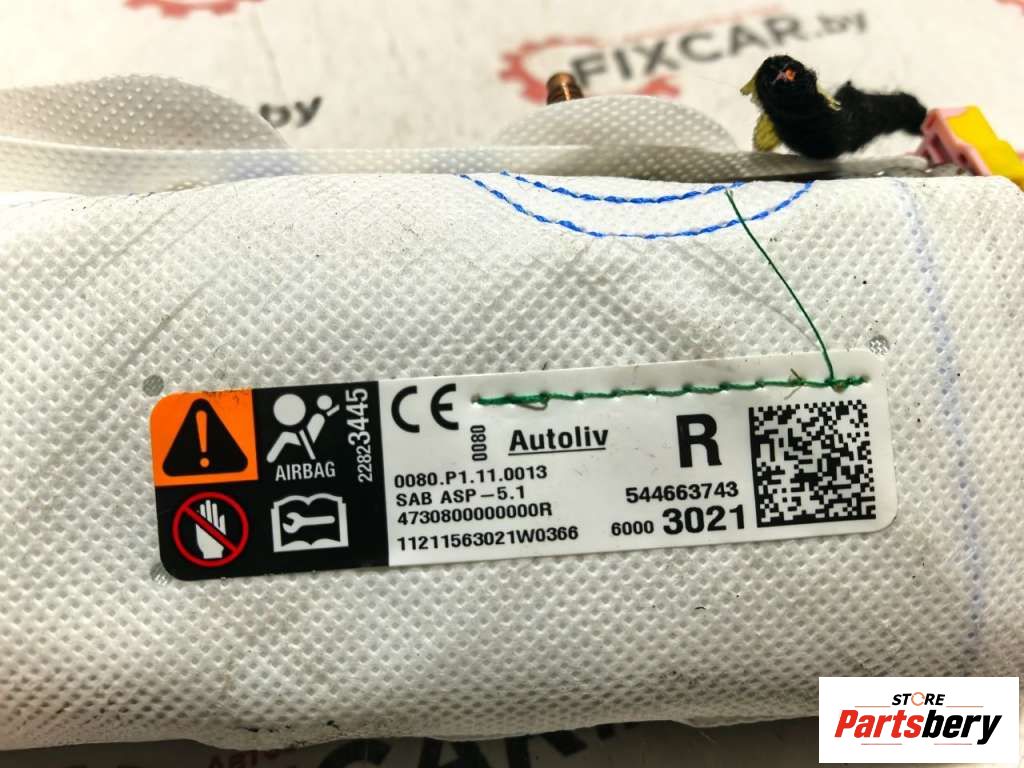 FIXCAR.by
.by
AIRBAG
22823445
CE
0080
Autoliv
R
0080.P1.11.0013
SAB ASP-5.1
4730800000000R
11211563021W0366
544663743
6000 3021
STORE
Partsbery